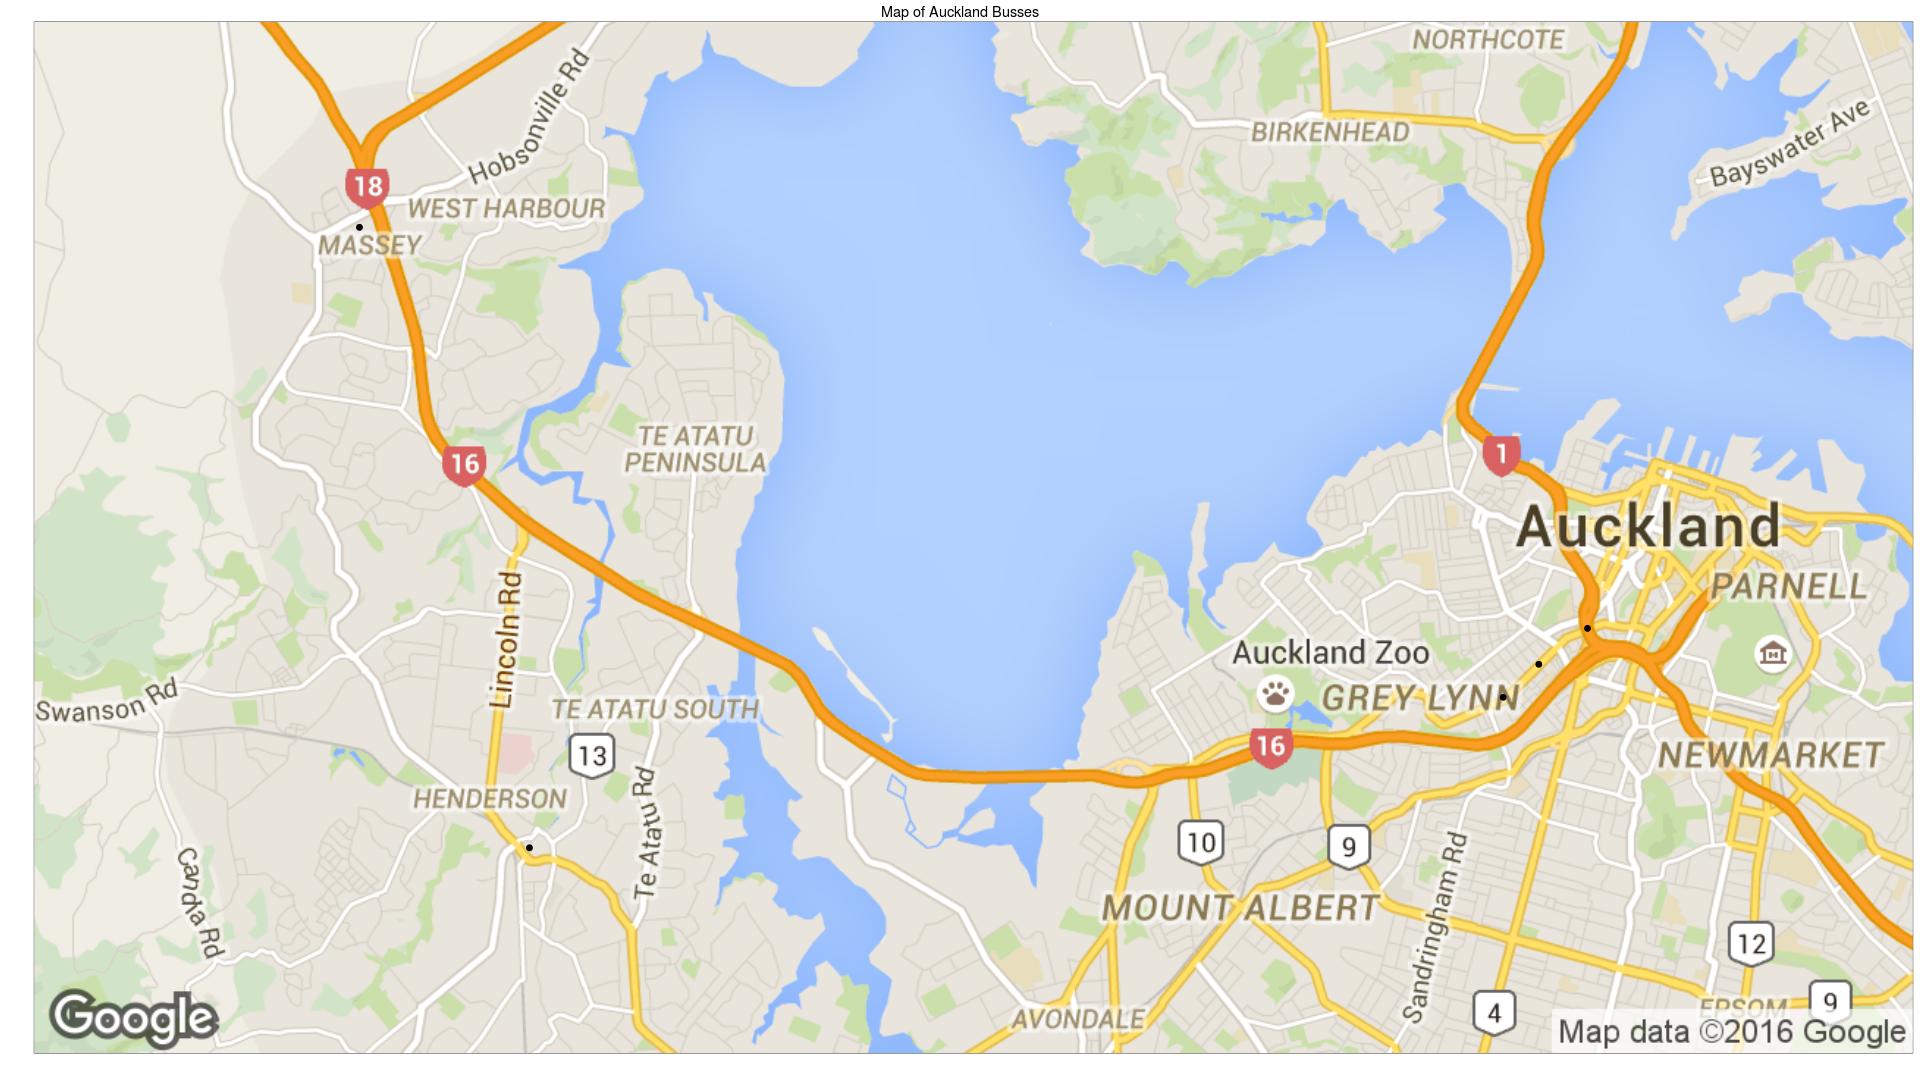 Map of Auckland Busses
NORTHCOTE
Hobsonville Rd
Bayswater Ave
BIRKENHEAD
18
WEST HARBOUR
MASSEY
TE ATATU
PENINSULA
16
1
Auckland
PARNELL
Lincoln Rd
Auckland Zoo
GREY LYNN
Swanson Rd
TE ATATU SOUTH
16
13
NEWMARKET
HENDERSON
Te Atatu Rd
10
9
Sandringham Rd
Candia Rd
MOUNT ALBERT
12
EPSOM
9
4
AVONDALE
Google
Map data ©2016 Google